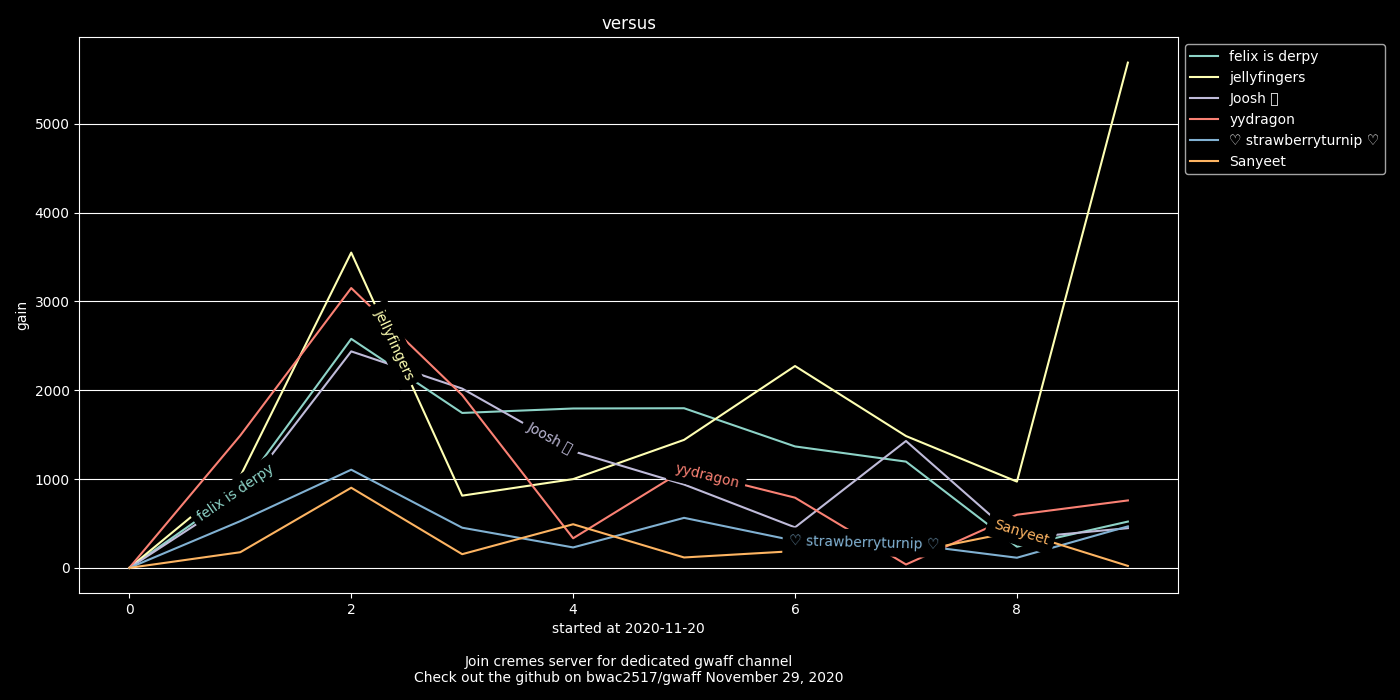 versus
felix is derpy
jellyfingers
Joosh
yydragon
♡ strawberryturnip ♡
Sanyeet
gain
5000
4000
3000
2000
1000
0
jellyfingers
felix is derpy
Joosh
yydragon
♡ strawberryturnip ♡
Sanyeet
0 2 4 6 8
started at 2020-11-20
Join cremes server for dedicated gwaff channel
Check out the github on bwac2517/gwaff November 29, 2020